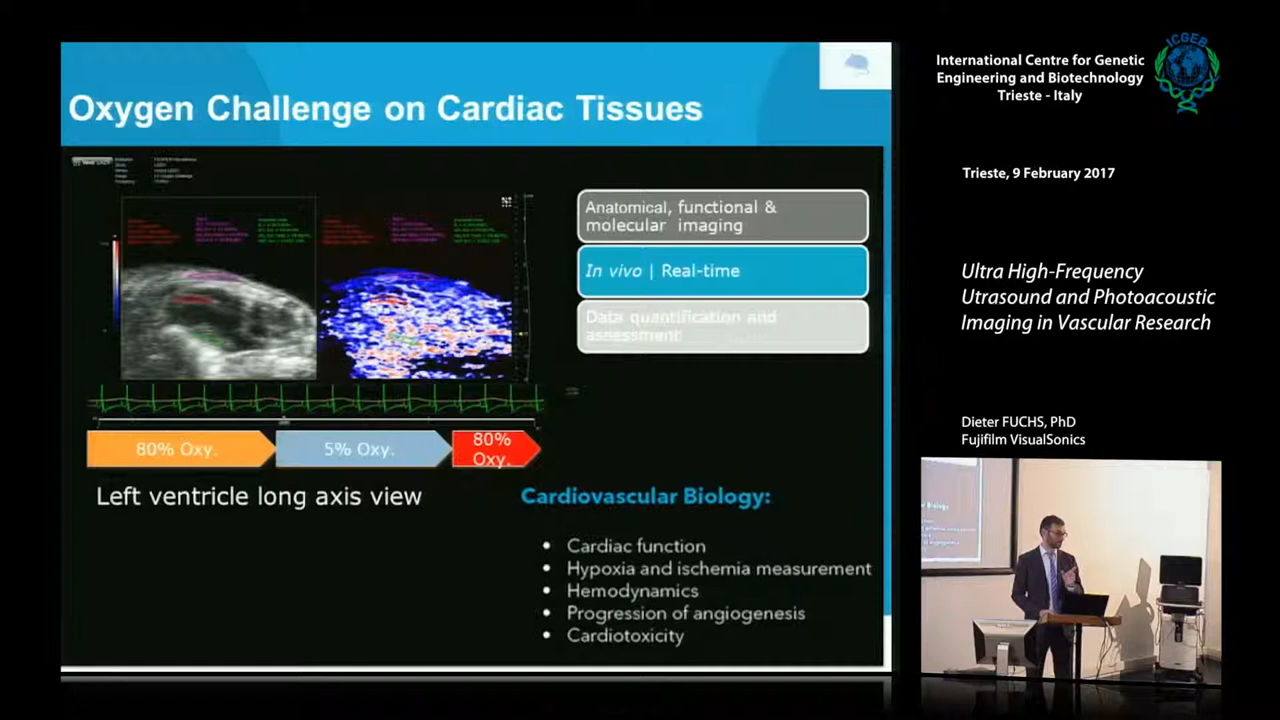 Oxygen Challenge on Cardiac Tissues
Anatomical, functional &
molecular imaging
In vivo | Real-time
Data quantification and
assessment
80% Oxy.
5% Oxy.
80%
Oxy.
Left ventricle long axis view
Cardiovascular Biology:
• Cardiac function
• Hypoxia and ischemia measurement
• Hemodynamics
• Progression of angiogenesis
• Cardiotoxicity
International Centre for Genetic
Engineering and Biotechnology
Trieste - Italy
ICGEB
Trieste, 9 February 2017
Ultra High-Frequency
Utrasound and Photoacoustic
Imaging in Vascular Research
Dieter FUCHS, PhD
Fujifilm VisualSonics